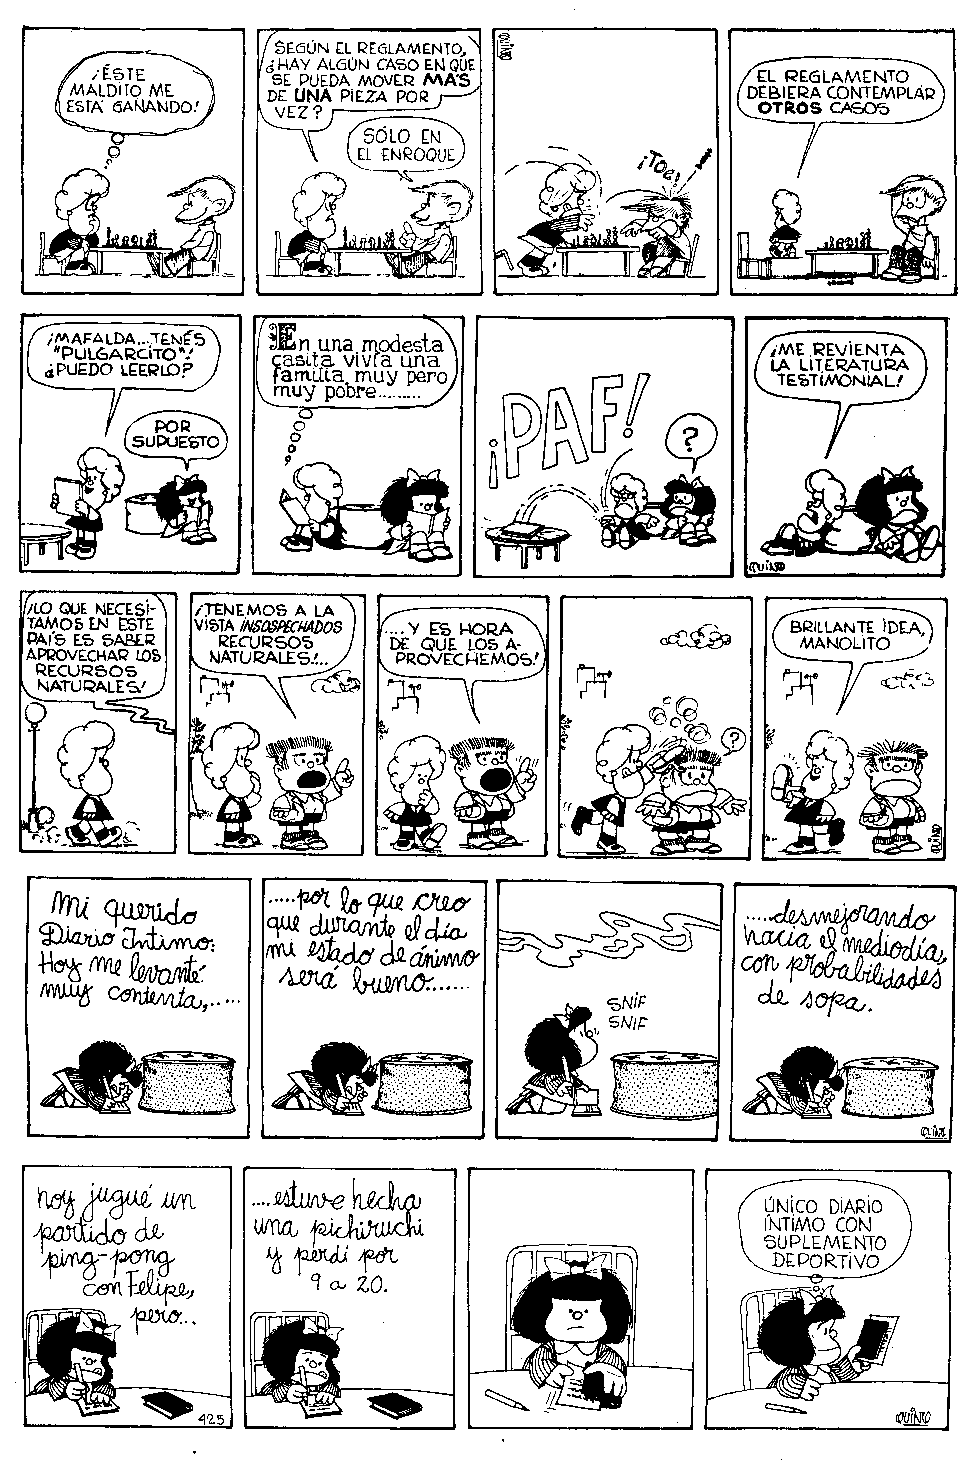 ¡ÉSTE
MALDITO ME
ESTÁ GANANDO!
SEGÚN EL REGLAMENTO,
¿HAY ALGÚN CASO EN QUE
SE PUEDA MOVER MÁS
DE UNA PIEZA POR
VEZ?
SÓLO EN
EL ENROQUE
QUINO
¡TOC!
EL REGLAMENTO
DEBIERA CONTEMPLAR
OTROS CASOS
¡MAFALDA...TENÉS
"PULGARCITO"!
¿PUEDO LEERLO?
POR
SUPUESTO
En una modesta
casita vivía una
familia muy pero
muy pobre.........
¡PAF!
?
¡ME REVIENTA
LA LITERATURA
TESTIMONIAL!
QUINO
¡LO QUE NECESI-
TAMOS EN ESTE
PAÍS ES SABER
APROVECHAR LOS
RECURSOS
NATURALES!
¡TENEMOS A LA
VISTA INSOSPECHADOS
RECURSOS
NATURALES!...
....Y ES HORA
DE QUE LOS A-
PROVECHEMOS!
?
BRILLANTE IDEA,
MANOLITO
QUINO
Mi querido
Diario Intimo:
Hoy me levanté
muy contenta,.....
.....por lo que creo
que durante el día
mi estado de ánimo
será bueno.......
SNIF
SNIF
.....desmejorando
hacia el mediodía,
con probabilidades
de sopa.
QUINO
hoy jugué un
partido de
ping-pong
con Felipe,
pero...
425
....estuve hecha
una pichiruchi
y perdí por
9 a 20.
ÚNICO DIARIO
ÍNTIMO CON
SUPLEMENTO
DEPORTIVO
QUINO